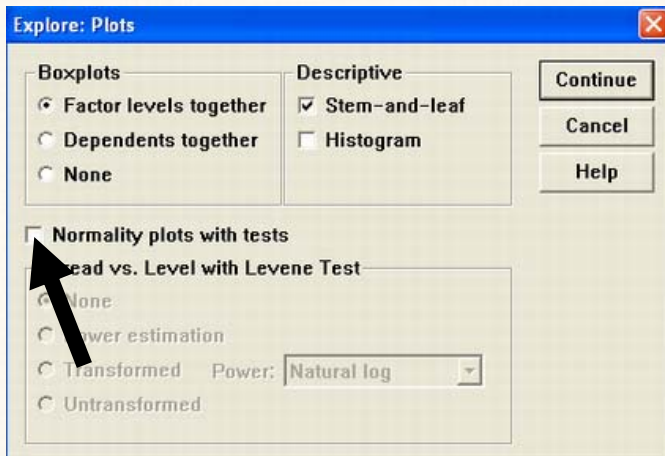 Explore: Plots
Boxplots
Factor levels together
Dependents together
None
Descriptive
Stem-and-leaf
Histogram
Continue
Cancel
Help
Normality plots with tests
vs. Level with Levene Test
None
estimation
Transformed Power: Natural log
Untransformed